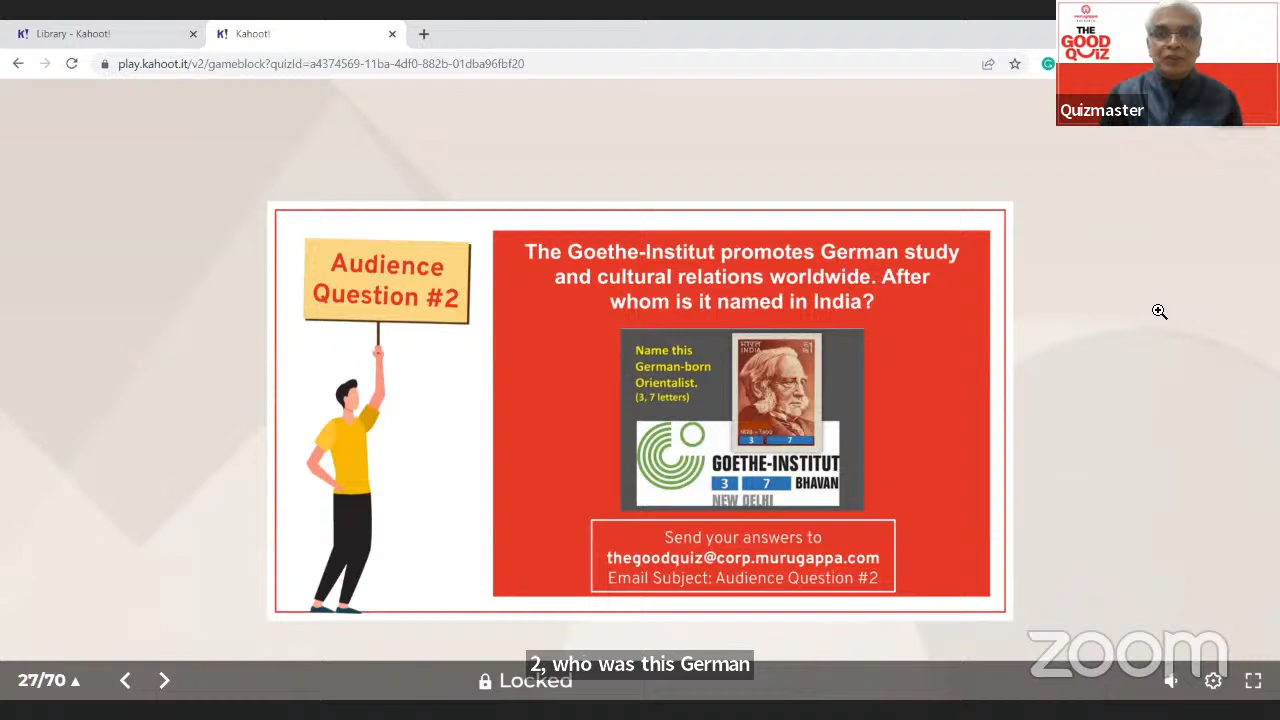 Library - Kahoot!
Kahoot!
play.kahoot.it/v2/gameblock?quizId=a4374569-01ba-42f0-882b-01dba96fbf20
murugappa
THE
GOOD
QUIZ
Quizmaster
Audience
Question #2
The Goethe-Institut promotes German study
and cultural relations worldwide. After
whom is it named in India?
Name this
German-born
Orientalist.
(3, 7 letters)
भारत
INDIA
3 7
GOETHE-INSTITUT
3 7 BHAVAN
NEW DELHI
Send your answers to
thegoodquiz@corp.murugappa.com
Email Subject: Audience Question #2
zoom
2, who was this German
27/70
Locked